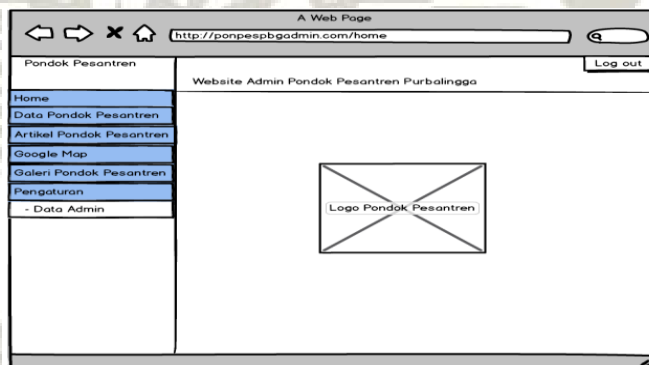 A Web Page
http://ponpespbgadmin.com/home
Pondok Pesantren
Log out
Website Admin Pondok Pesantren Purbalingga
Home
Data Pondok Pesantren
Artikel Pondok Pesantren
Google Map
Galeri Pondok Pesantren
Pengaturan
- Data Admin
Logo Pondok Pesantren